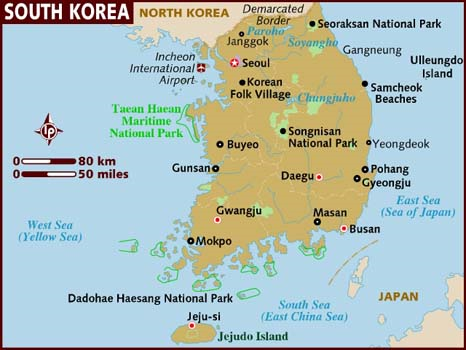 SOUTH KOREA
NORTH KOREA
Demarcated
Border
Paroho
Janggok
Seoraksan National Park
Soyangho
Gangneung
Incheon
International
Airport
Seoul
Ulleungdo
Island
Korean
Folk Village
Samcheok
Beaches
Chungjuho
Taean Haean
Maritime
National Park
Songnisan
National Park
Yeongdeok
Buyeo
LP
80 km
50 miles
Gunsan
Daegu
Pohang
Gyeongju
East Sea
(Sea of Japan)
West Sea
(Yellow Sea)
Gwangju
Masan
Busan
Mokpo
Dadohae Haesang National Park
South Sea
(East China Sea)
JAPAN
Jeju-si
Jejudo Island